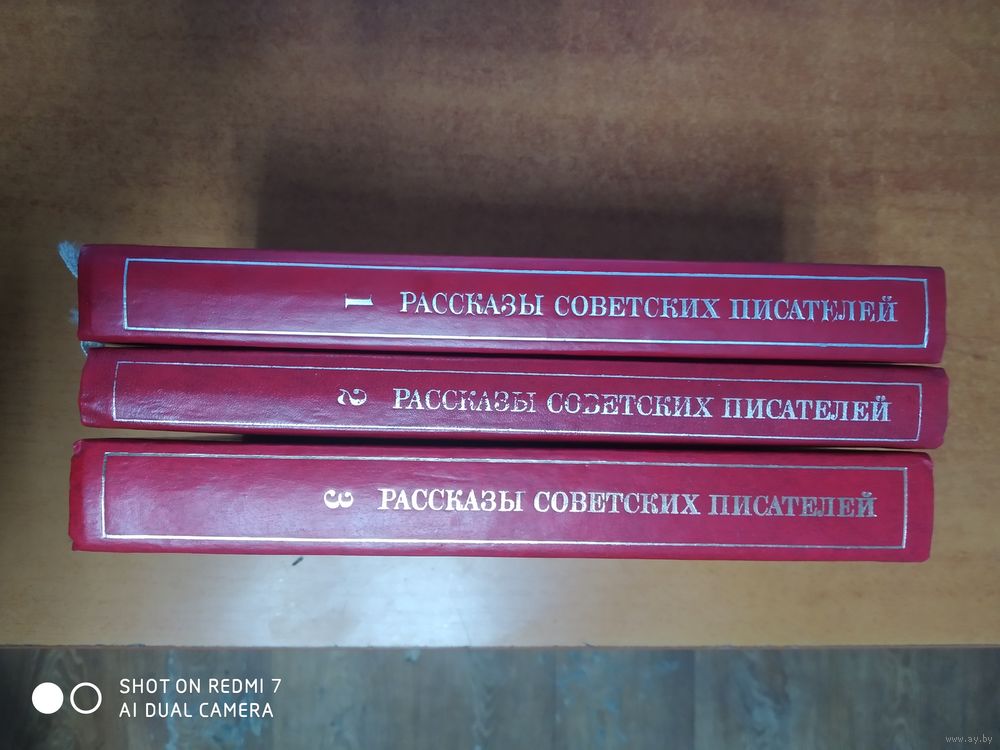 1 РАССКАЗЫ СОВЕТСКИХ ПИСАТЕЛЕЙ
2 РАССКАЗЫ СОВЕТСКИХ ПИСАТЕЛЕЙ
3 РАССКАЗЫ СОВЕТСКИХ ПИСАТЕЛЕЙ
SHOT ON REDMI 7
AI DUAL CAMERA
www.ay.by